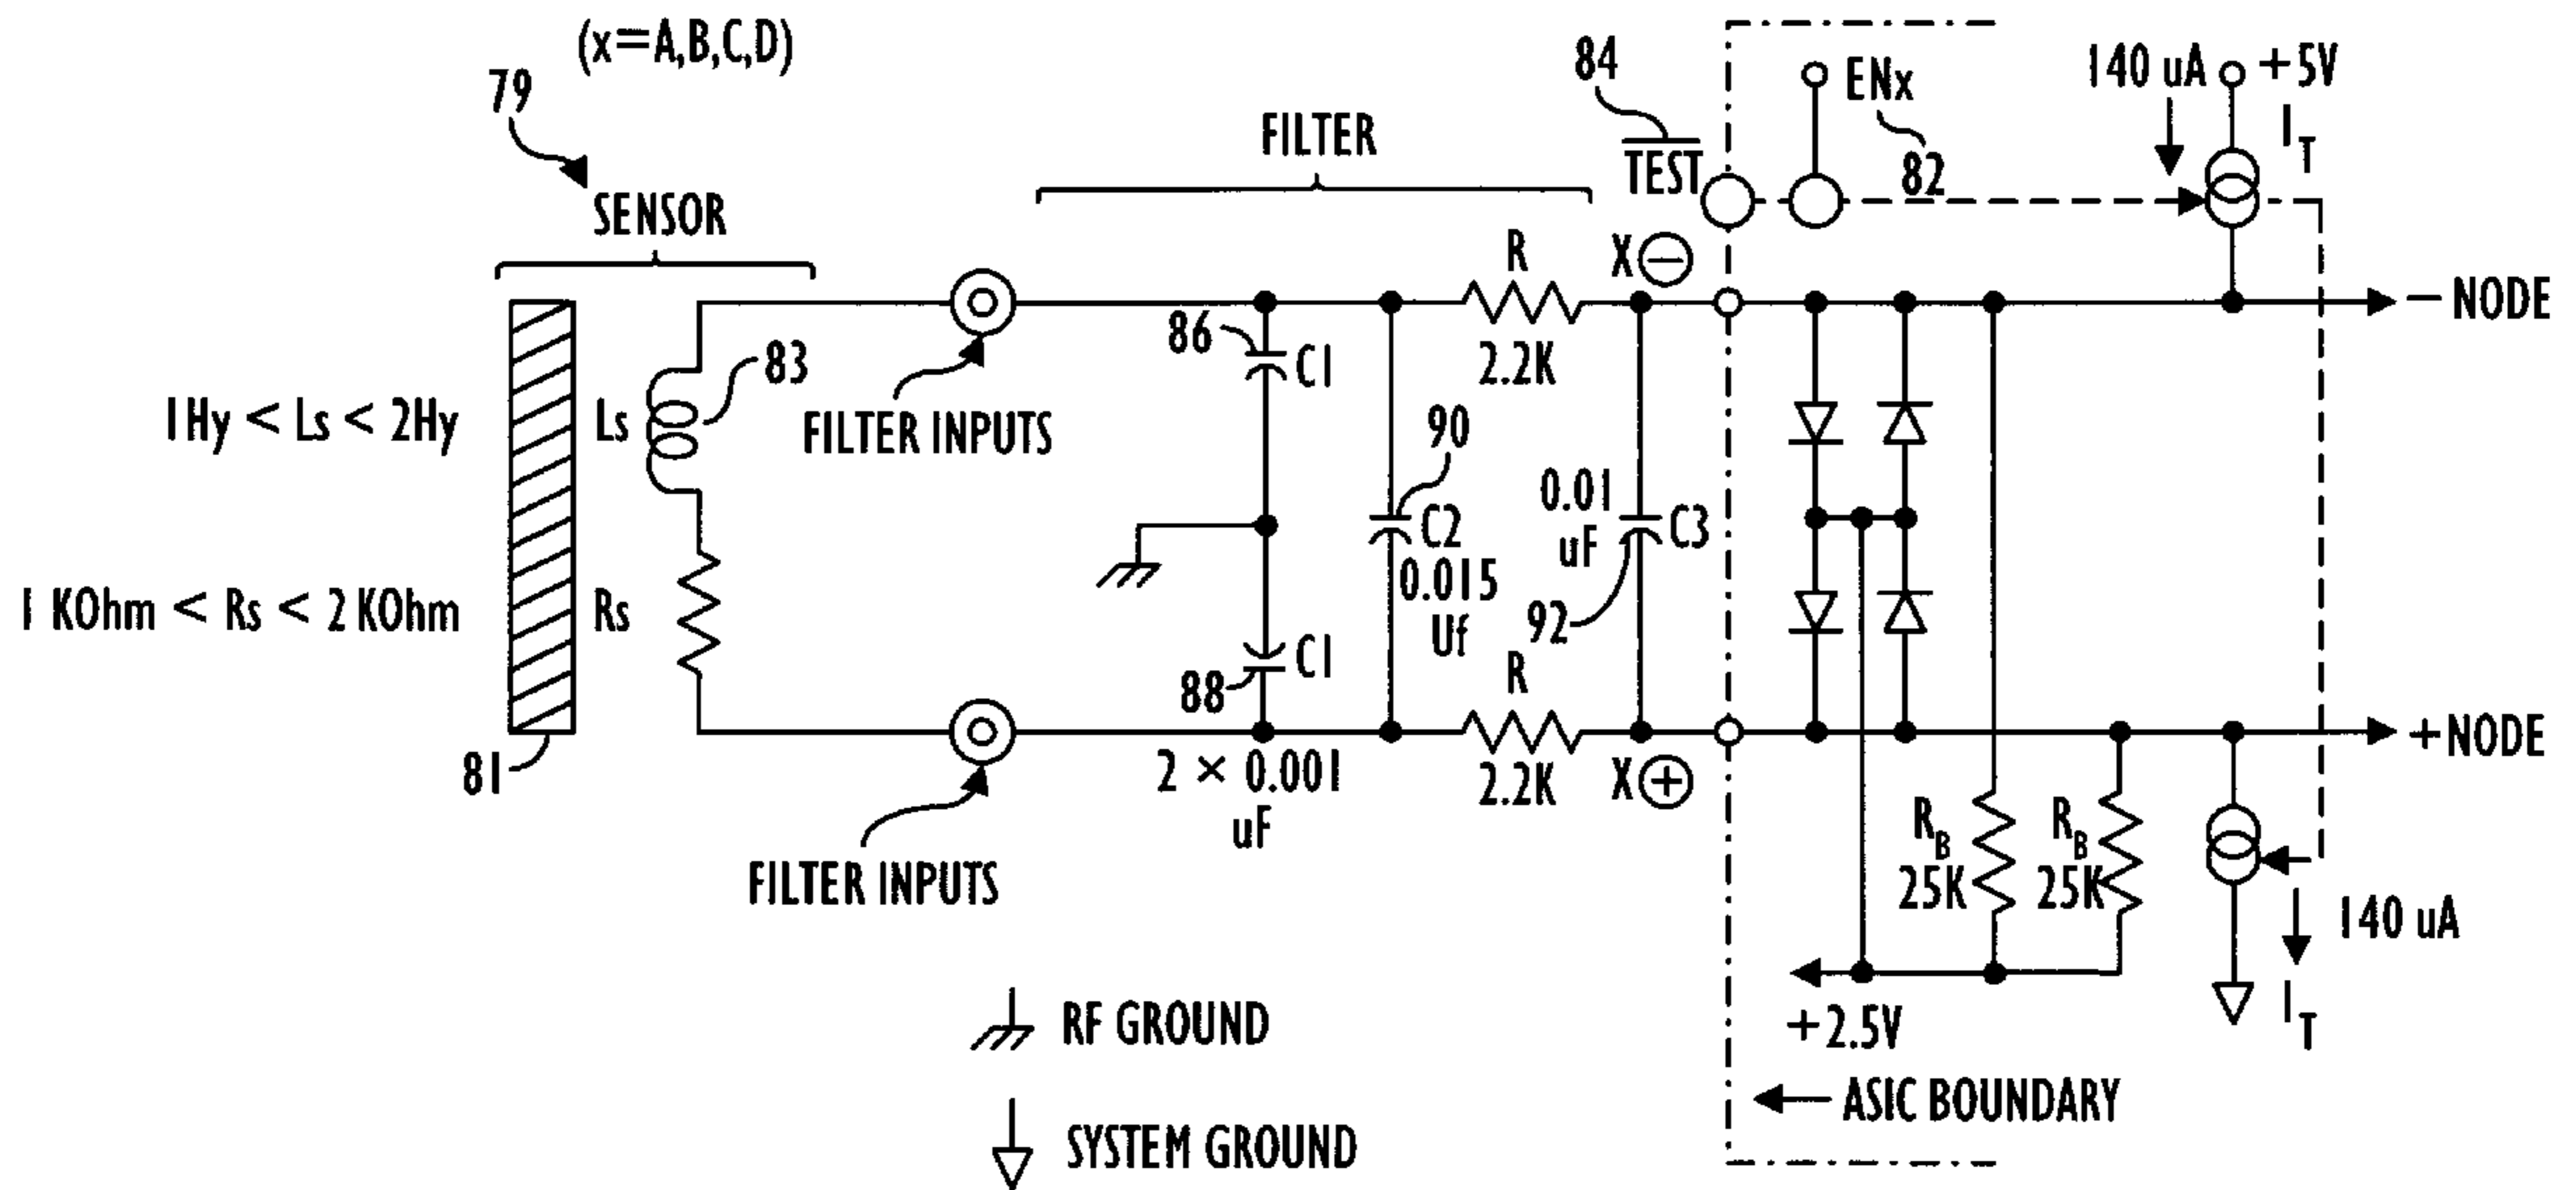 (x=A,B,C,D)
79
SENSOR
FILTER
84
TEST
ENx
82
140 uA
+5V
I_T
1Hy < Ls < 2Hy
Ls
83
FILTER INPUTS
86
C1
R
2.2K
X −
− NODE
90
C2
0.015
Uf
0.01
uF
C3
92
1 KOhm < Rs < 2 KOhm
Rs
81
88
C1
2 × 0.001
uF
R
2.2K
X +
+ NODE
FILTER INPUTS
R_B
25K
R_B
25K
140 uA
I_T
+2.5V
RF GROUND
ASIC BOUNDARY
SYSTEM GROUND